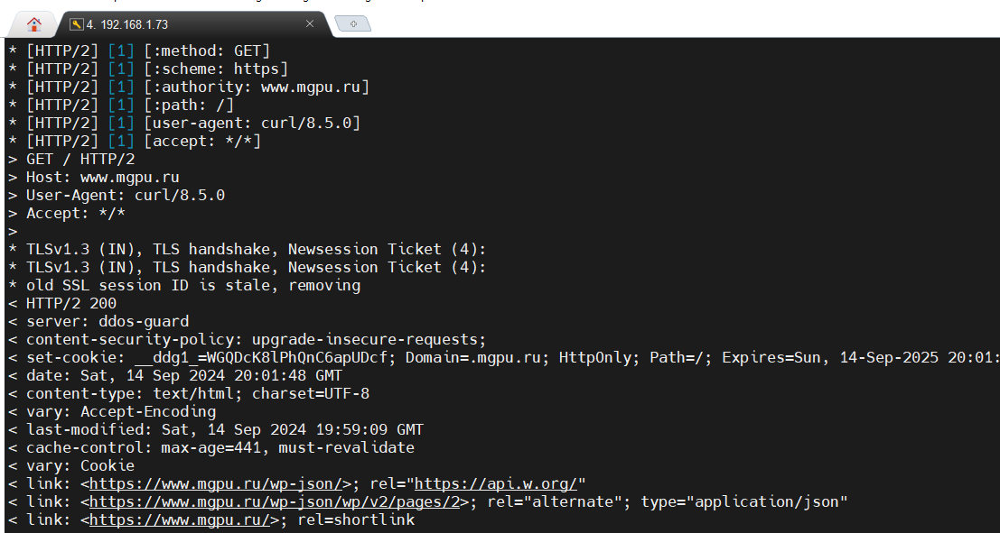 4. 192.168.1.73
* [HTTP/2] [1] [:method: GET]
* [HTTP/2] [1] [:scheme: https]
* [HTTP/2] [1] [:authority: www.mgpu.ru]
* [HTTP/2] [1] [:path: /]
* [HTTP/2] [1] [user-agent: curl/8.5.0]
* [HTTP/2] [1] [accept: */*]
> GET / HTTP/2
> Host: www.mgpu.ru
> User-Agent: curl/8.5.0
> Accept: */*
>
* TLSv1.3 (IN), TLS handshake, Newsession Ticket (4):
* TLSv1.3 (IN), TLS handshake, Newsession Ticket (4):
* old SSL session ID is stale, removing
< HTTP/2 200
< server: ddos-guard
< content-security-policy: upgrade-insecure-requests;
< set-cookie: __ddg1_=WGQDcK8lPhQnC6apUDcf; Domain=.mgpu.ru; HttpOnly; Path=/; Expires=Sun, 14-Sep-2025 20:01:
< date: Sat, 14 Sep 2024 20:01:48 GMT
< content-type: text/html; charset=UTF-8
< vary: Accept-Encoding
< last-modified: Sat, 14 Sep 2024 19:59:09 GMT
< cache-control: max-age=441, must-revalidate
< vary: Cookie
< link: <https://www.mgpu.ru/wp-json/>; rel="https://api.w.org/"
< link: <https://www.mgpu.ru/wp-json/wp/v2/pages/2>; rel="alternate"; type="application/json"
< link: <https://www.mgpu.ru/>; rel=shortlink